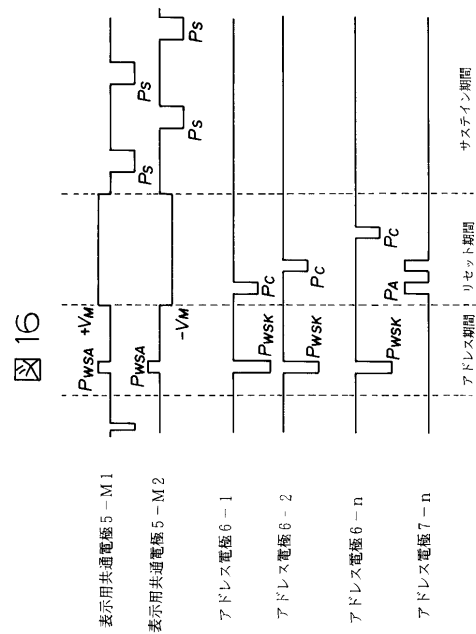 図16
表示用共通電極5-M1
PWSA
+VM
PS
PS
表示用共通電極5-M2
PWSA
-VM
PS
PS
アドレス電極6-1
PWSK
PC
アドレス電極6-2
PWSK
PC
アドレス電極6-n
PWSK
PC
アドレス電極7-n
PA
アドレス期間
リセット期間
サステイン期間